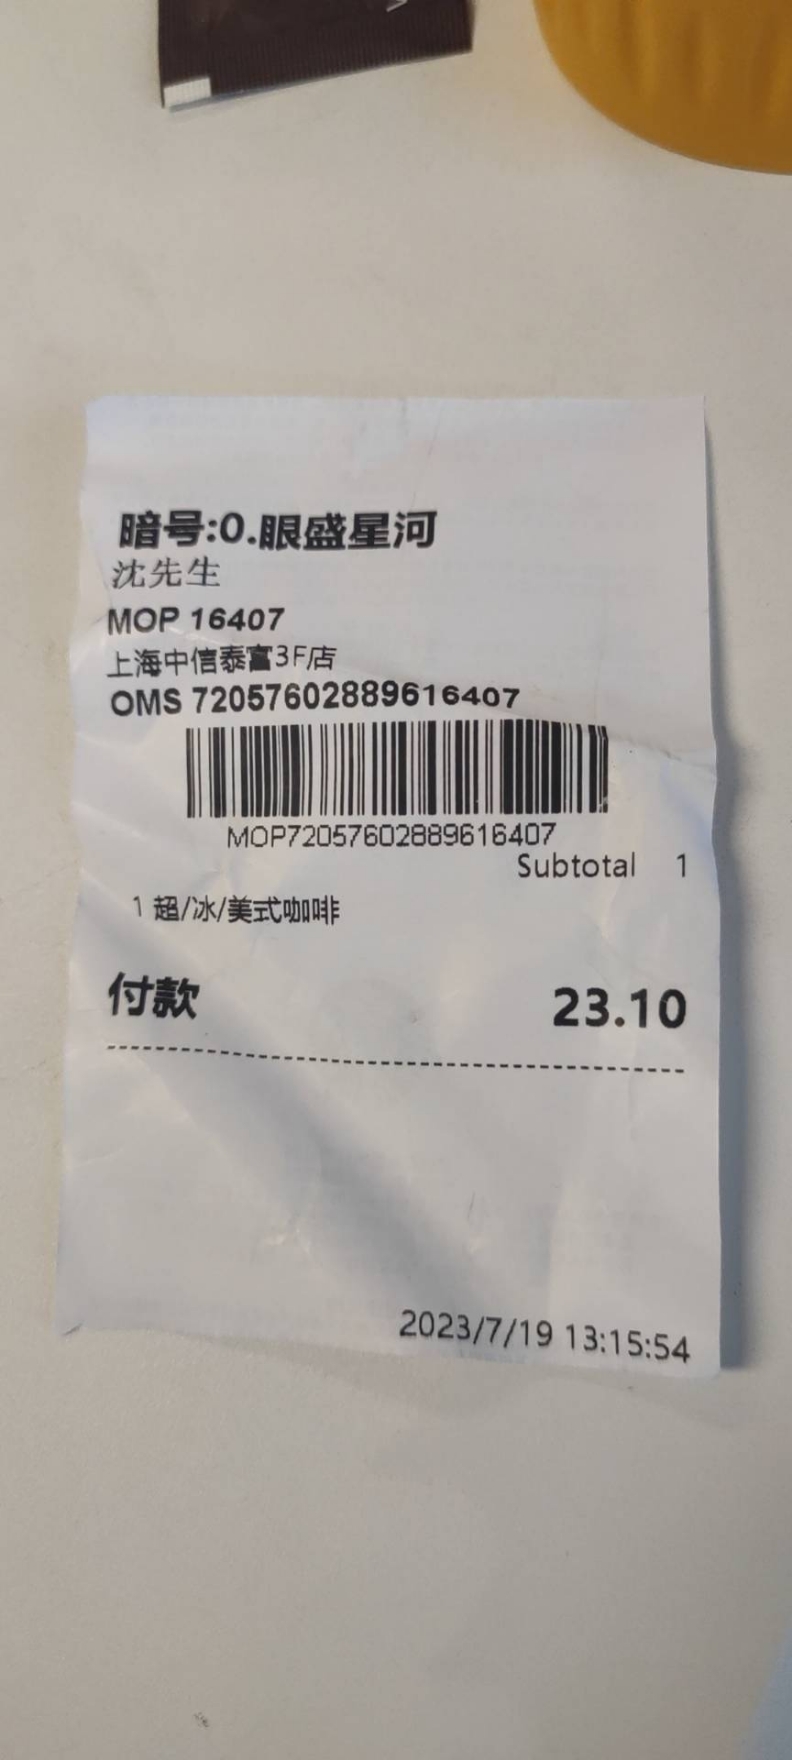 暗号:0.眼盛星河
沈先生
MOP 16407
上海中信泰富3F店
OMS 72057602889616407
MOP72057602889616407
Subtotal 1
1 超/冰/美式咖啡
付款 23.10
2023/7/19 13:15:54